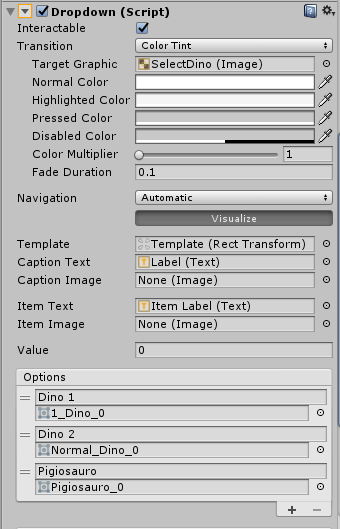 Dropdown (Script)
Interactable
Transition Color Tint
Target Graphic SelectDino (Image)
Normal Color
Highlighted Color
Pressed Color
Disabled Color
Color Multiplier 1
Fade Duration 0.1
Navigation Automatic
Visualize
Template Template (Rect Transform)
Caption Text Label (Text)
Caption Image None (Image)
Item Text Item Label (Text)
Item Image None (Image)
Value 0
Options
Dino 1
1_Dino_0
Dino 2
Normal_Dino_0
Pigiosauro
Pigiosauro_0